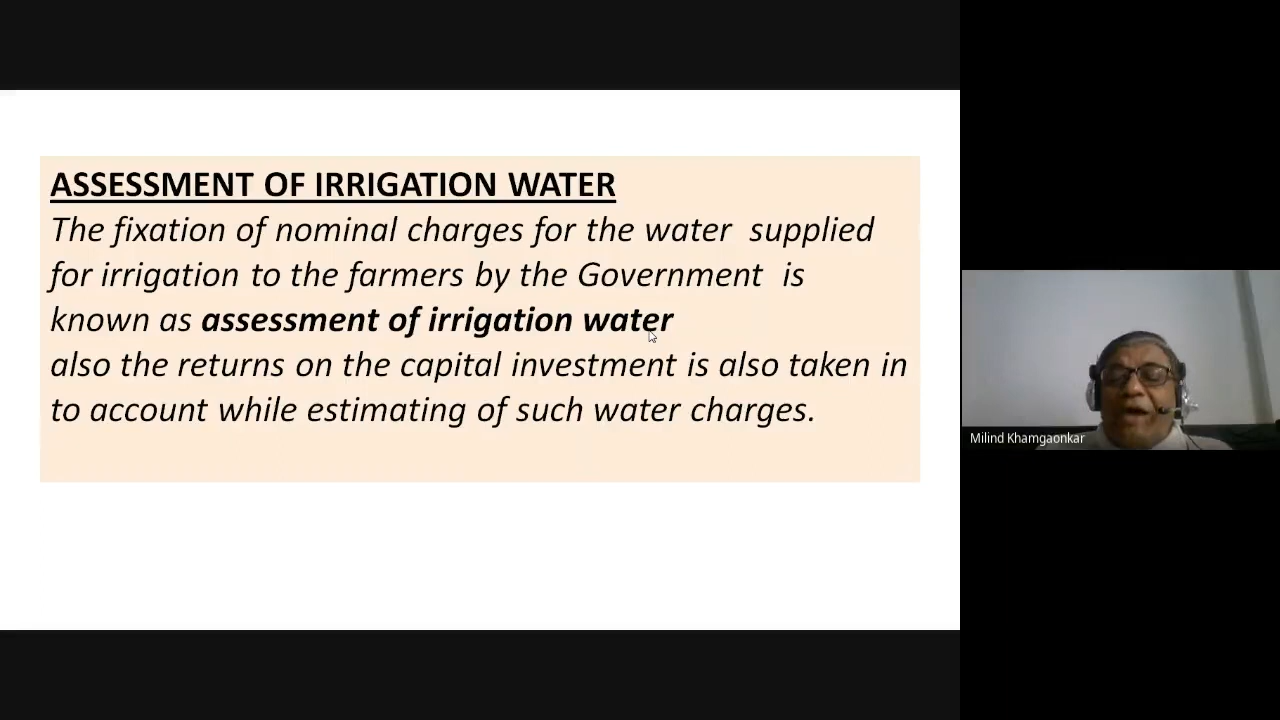 ASSESSMENT OF IRRIGATION WATER
The fixation of nominal charges for the water supplied
for irrigation to the farmers by the Government is
known as assessment of irrigation water
also the returns on the capital investment is also taken in
to account while estimating of such water charges.
Milind Khamgaonkar